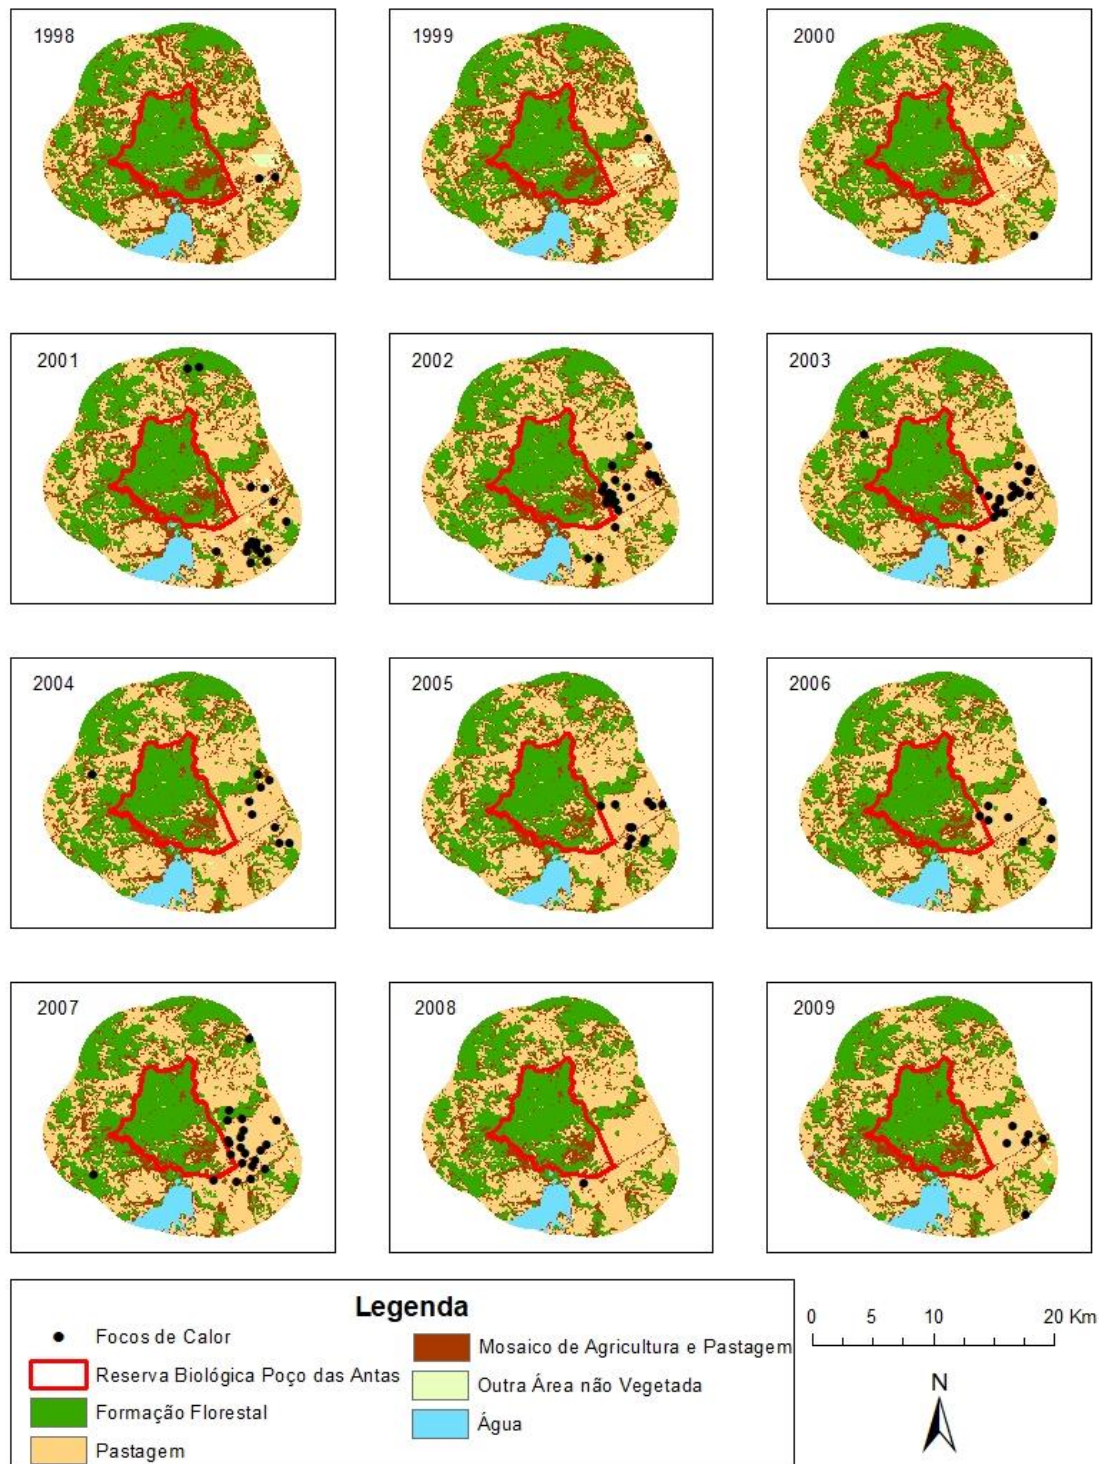 1998
1999
2000
2001
2002
2003
2004
2005
2006
2007
2008
2009
Legenda
Focos de Calor
Reserva Biológica Poço das Antas
Formação Florestal
Pastagem
Mosaico de Agricultura e Pastagem
Outra Área não Vegetada
Água
0 5 10 20 Km
N